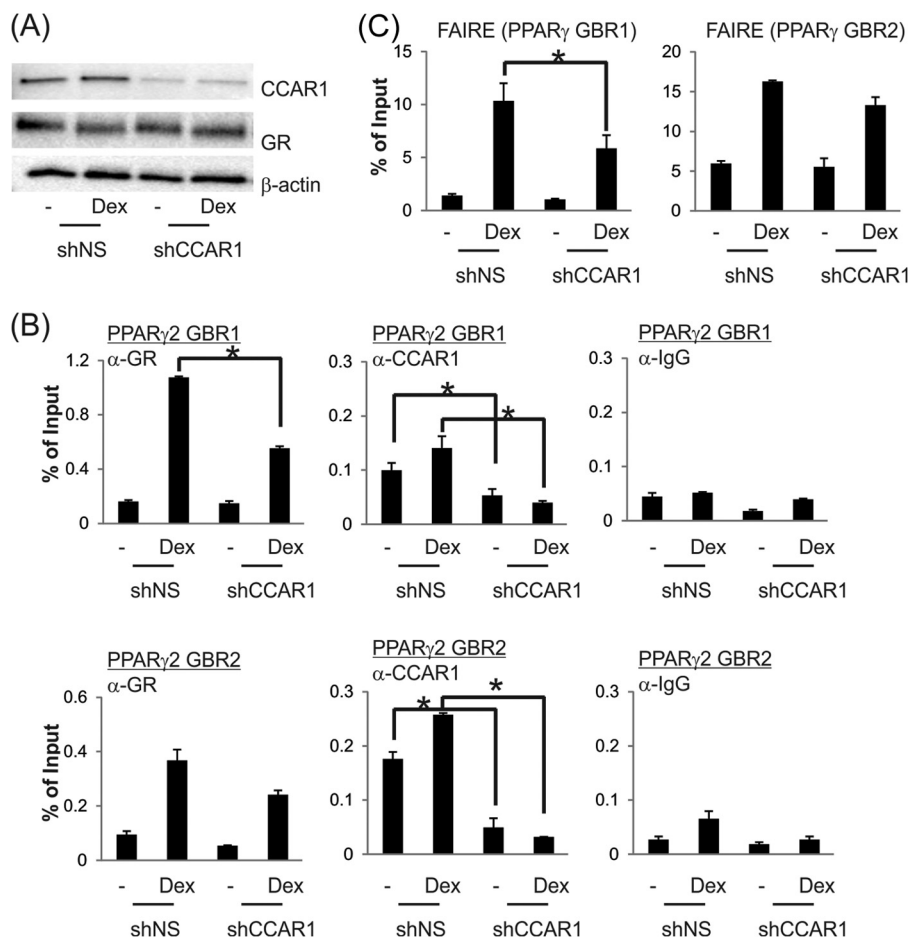 (A)
CCAR1
GR
β-actin
- Dex - Dex
shNS shCCAR1
(C)
FAIRE (PPARγ GBR1)
% of Input
15
10
5
0
*
- Dex - Dex
shNS shCCAR1
FAIRE (PPARγ GBR2)
20
15
10
5
0
- Dex - Dex
shNS shCCAR1
(B)
PPARγ2 GBR1
α-GR
% of Input
1.2
0.8
0.4
0
*
- Dex - Dex
shNS shCCAR1
PPARγ2 GBR1
α-CCAR1
0.3
0.2
0.1
0
*
*
- Dex - Dex
shNS shCCAR1
PPARγ2 GBR1
α-IgG
0.3
0.2
0.1
0
- Dex - Dex
shNS shCCAR1
PPARγ2 GBR2
α-GR
% of Input
0.6
0.4
0.2
0
- Dex - Dex
shNS shCCAR1
PPARγ2 GBR2
α-CCAR1
0.3
0.2
0.1
0
*
*
- Dex - Dex
shNS shCCAR1
PPARγ2 GBR2
α-IgG
0.3
0.2
0.1
0
- Dex - Dex
shNS shCCAR1